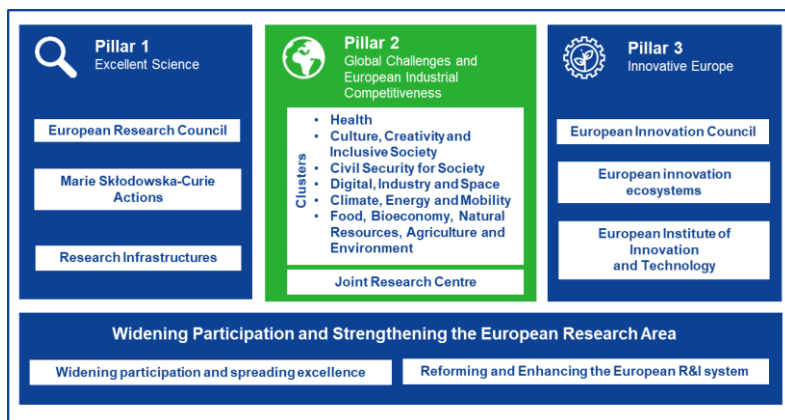 Pillar 1
Excellent Science
European Research Council
Marie Skłodowska-Curie
Actions
Research Infrastructures
Pillar 2
Global Challenges and
European Industrial
Competitiveness
Clusters
• Health
• Culture, Creativity and
Inclusive Society
• Civil Security for Society
• Digital, Industry and Space
• Climate, Energy and Mobility
• Food, Bioeconomy, Natural
Resources, Agriculture and
Environment
Joint Research Centre
Pillar 3
Innovative Europe
European Innovation Council
European innovation
ecosystems
European Institute of
Innovation
and Technology
Widening Participation and Strengthening the European Research Area
Widening participation and spreading excellence
Reforming and Enhancing the European R&I system